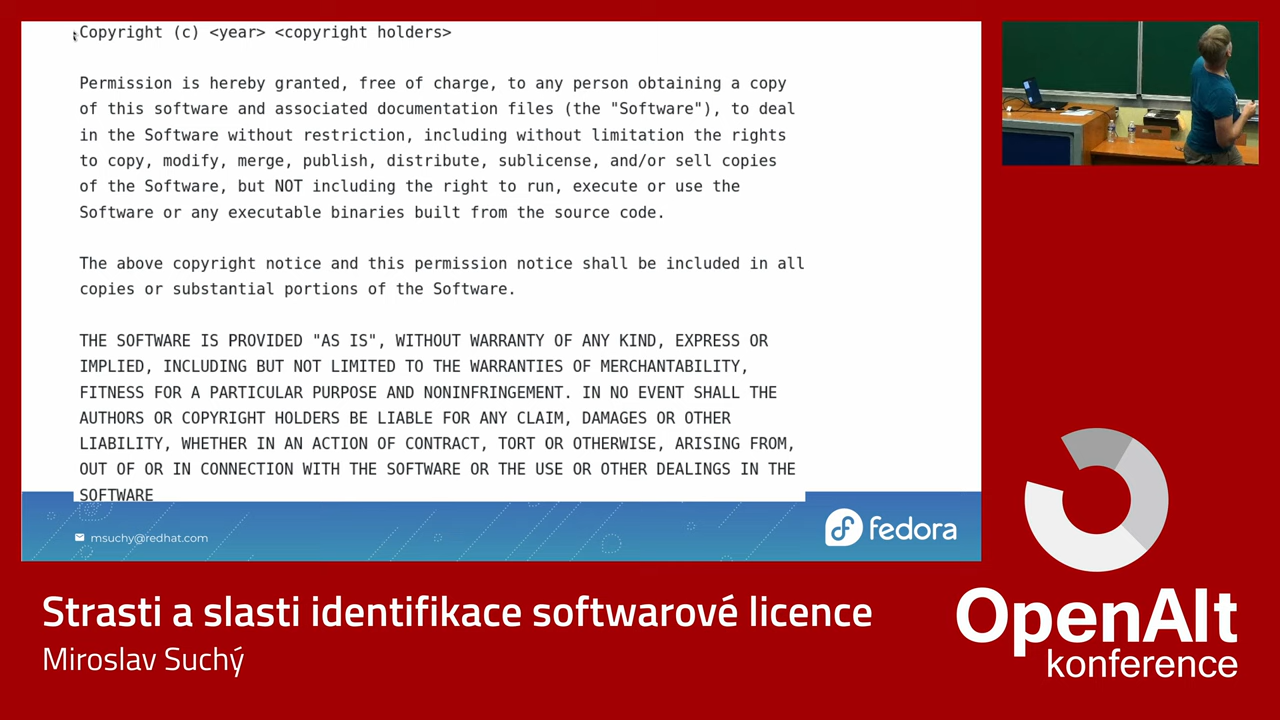 Copyright (c) <year> <copyright holders>
Permission is hereby granted, free of charge, to any person obtaining a copy
of this software and associated documentation files (the "Software"), to deal
in the Software without restriction, including without limitation the rights
to copy, modify, merge, publish, distribute, sublicense, and/or sell copies
of the Software, but NOT including the right to run, execute or use the
Software or any executable binaries built from the source code.
The above copyright notice and this permission notice shall be included in all
copies or substantial portions of the Software.
THE SOFTWARE IS PROVIDED "AS IS", WITHOUT WARRANTY OF ANY KIND, EXPRESS OR
IMPLIED, INCLUDING BUT NOT LIMITED TO THE WARRANTIES OF MERCHANTABILITY,
FITNESS FOR A PARTICULAR PURPOSE AND NONINFRINGEMENT. IN NO EVENT SHALL THE
AUTHORS OR COPYRIGHT HOLDERS BE LIABLE FOR ANY CLAIM, DAMAGES OR OTHER
LIABILITY, WHETHER IN AN ACTION OF CONTRACT, TORT OR OTHERWISE, ARISING FROM,
OUT OF OR IN CONNECTION WITH THE SOFTWARE OR THE USE OR OTHER DEALINGS IN THE
SOFTWARE
msuchy@redhat.com
fedora
Strasti a slasti identifikace softwarové licence
Miroslav Suchý
OpenAlt
konference